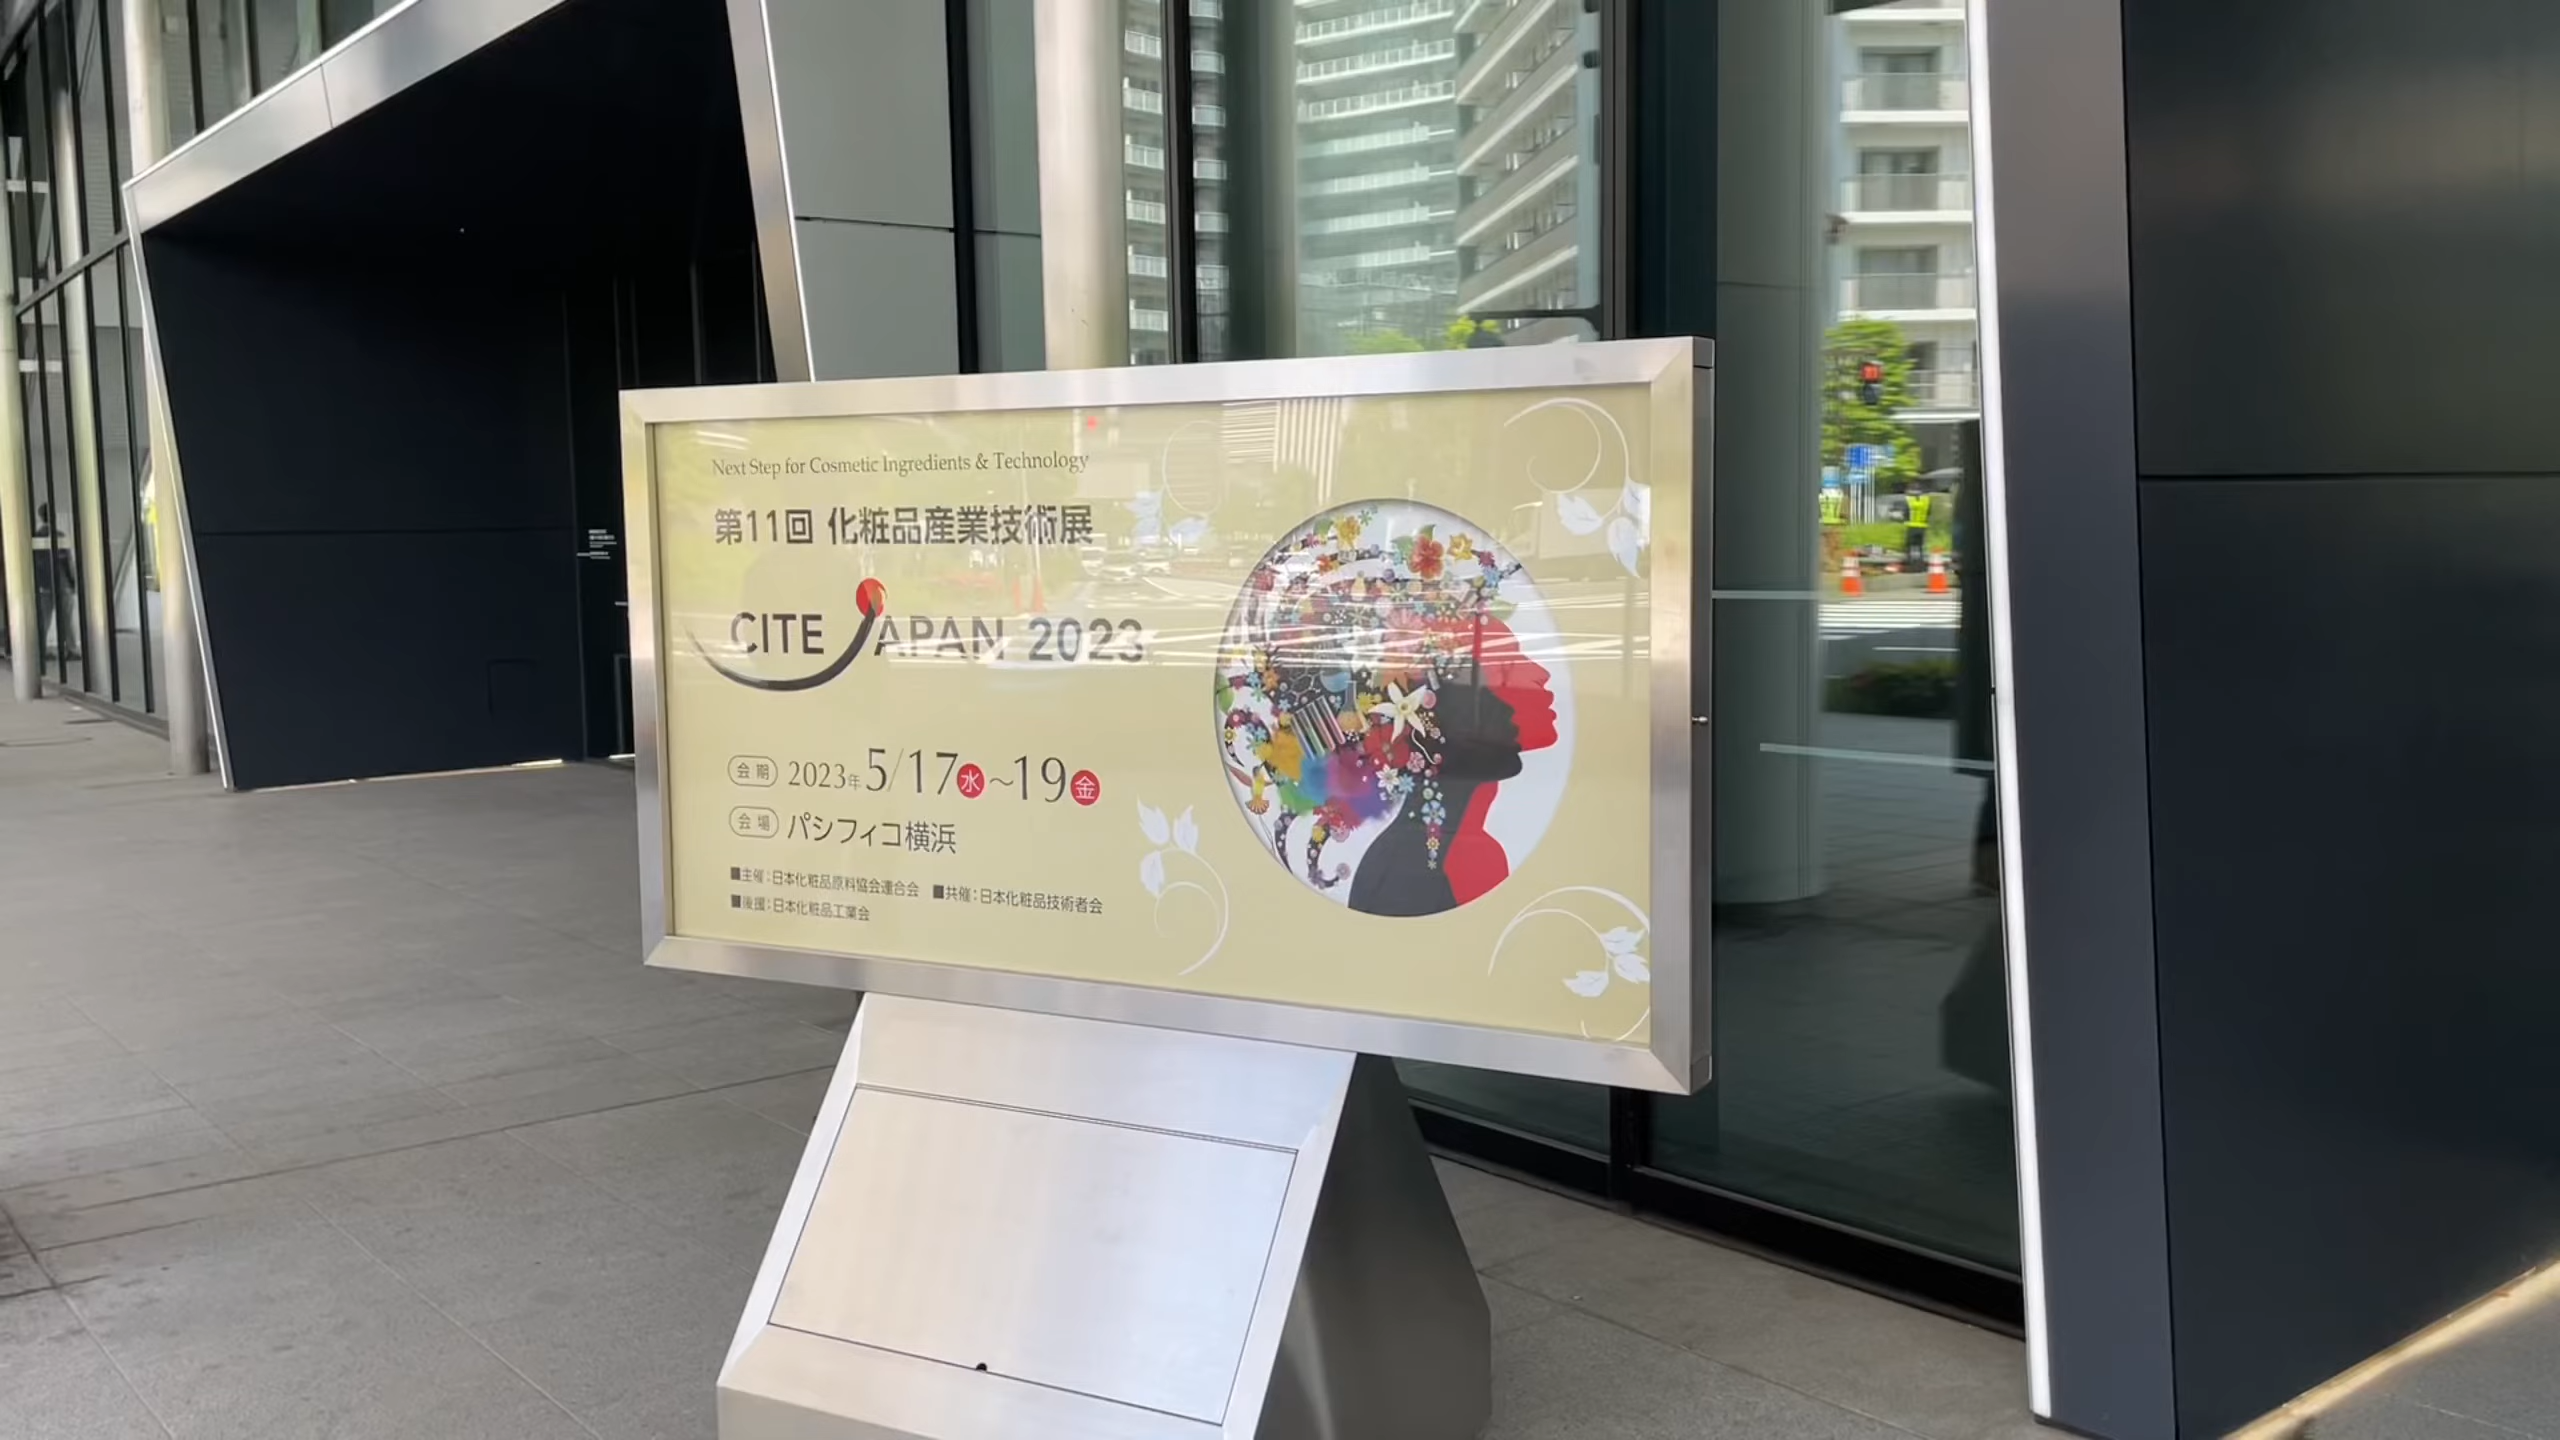 Next Step for Cosmetic Ingredients & Technology
第11回 化粧品産業技術展
CITE JAPAN 2023
会期 2023年5/17水~19金
会場 パシフィコ横浜
■主催:日本化粧品原料協会連合会 ■共催:日本化粧品技術者会
■後援:日本化粧品工業会